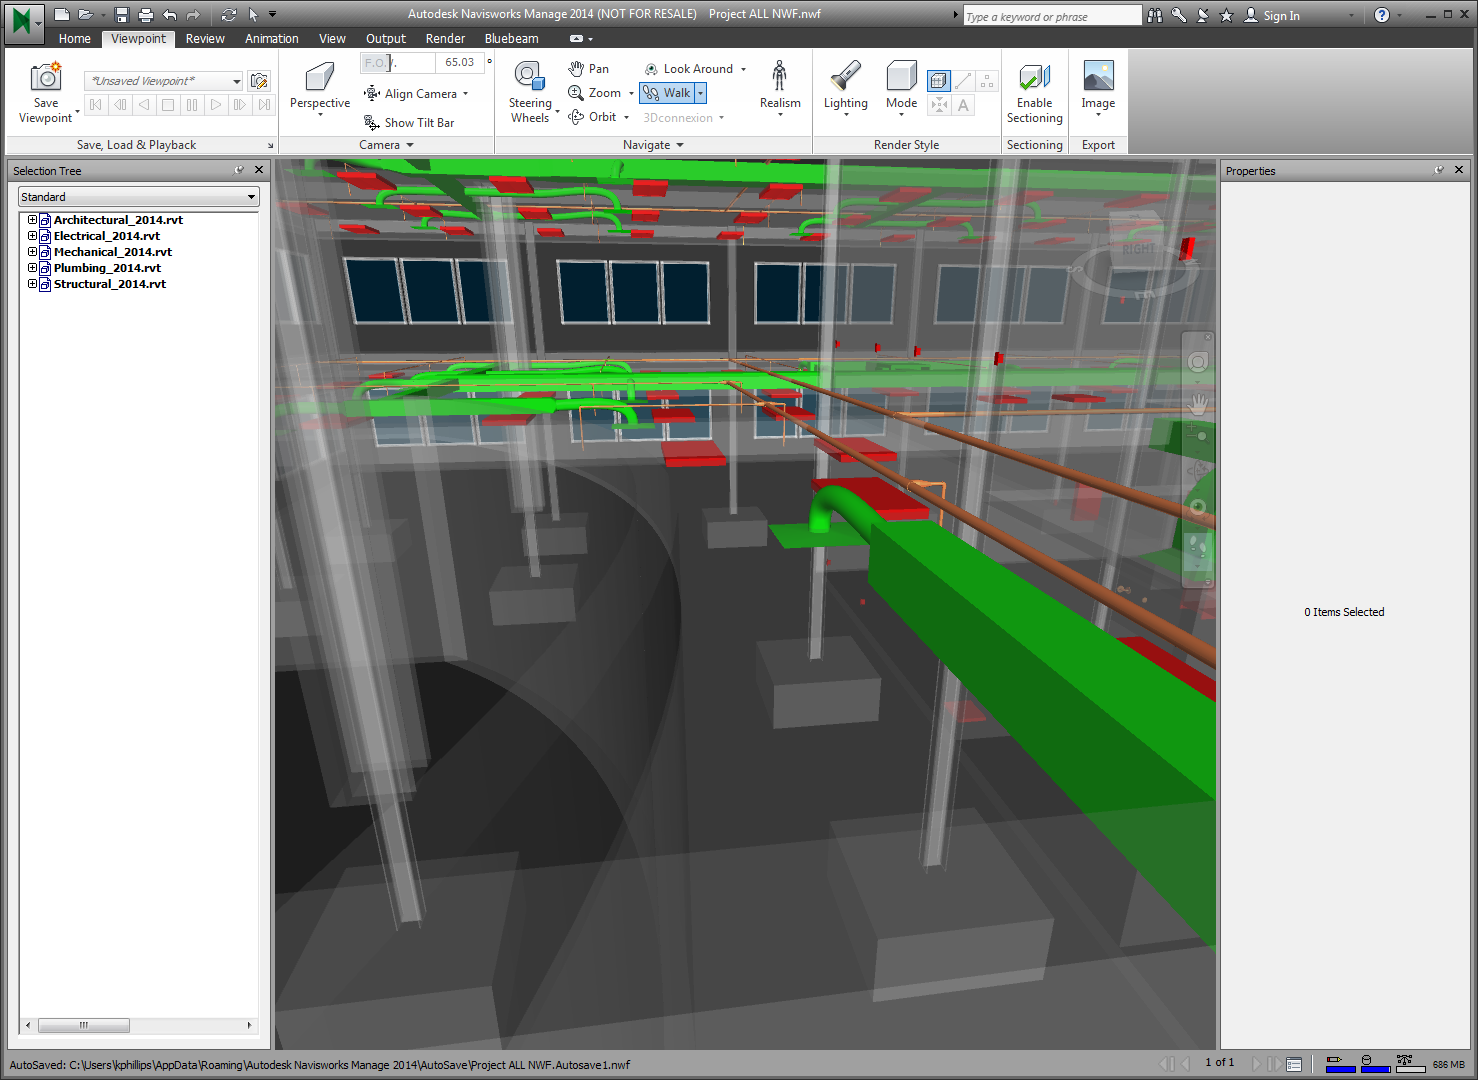 Autodesk Navisworks Manage 2014 (NOT FOR RESALE) Project ALL NWF.nwf
Type a keyword or phrase
Sign In
Home Viewpoint Review Animation View Output Render Bluebeam
Save Viewpoint
*Unsaved Viewpoint*
Save, Load & Playback
Perspective
F.O.V.
65.03 °
Align Camera
Show Tilt Bar
Camera
Steering Wheels
Pan
Zoom
Orbit
Look Around
Walk
3Dconnexion
Realism
Navigate
Lighting
Mode
A
Render Style
Enable Sectioning
Sectioning
Image
Export
Selection Tree
Standard
Architectural_2014.rvt
Electrical_2014.rvt
Mechanical_2014.rvt
Plumbing_2014.rvt
Structural_2014.rvt
RIGHT
S
E
Properties
0 Items Selected
AutoSaved: C:\Users\kphillips\AppData\Roaming\Autodesk Navisworks Manage 2014\AutoSave\Project ALL NWF.Autosave1.nwf
1 of 1
686 MB